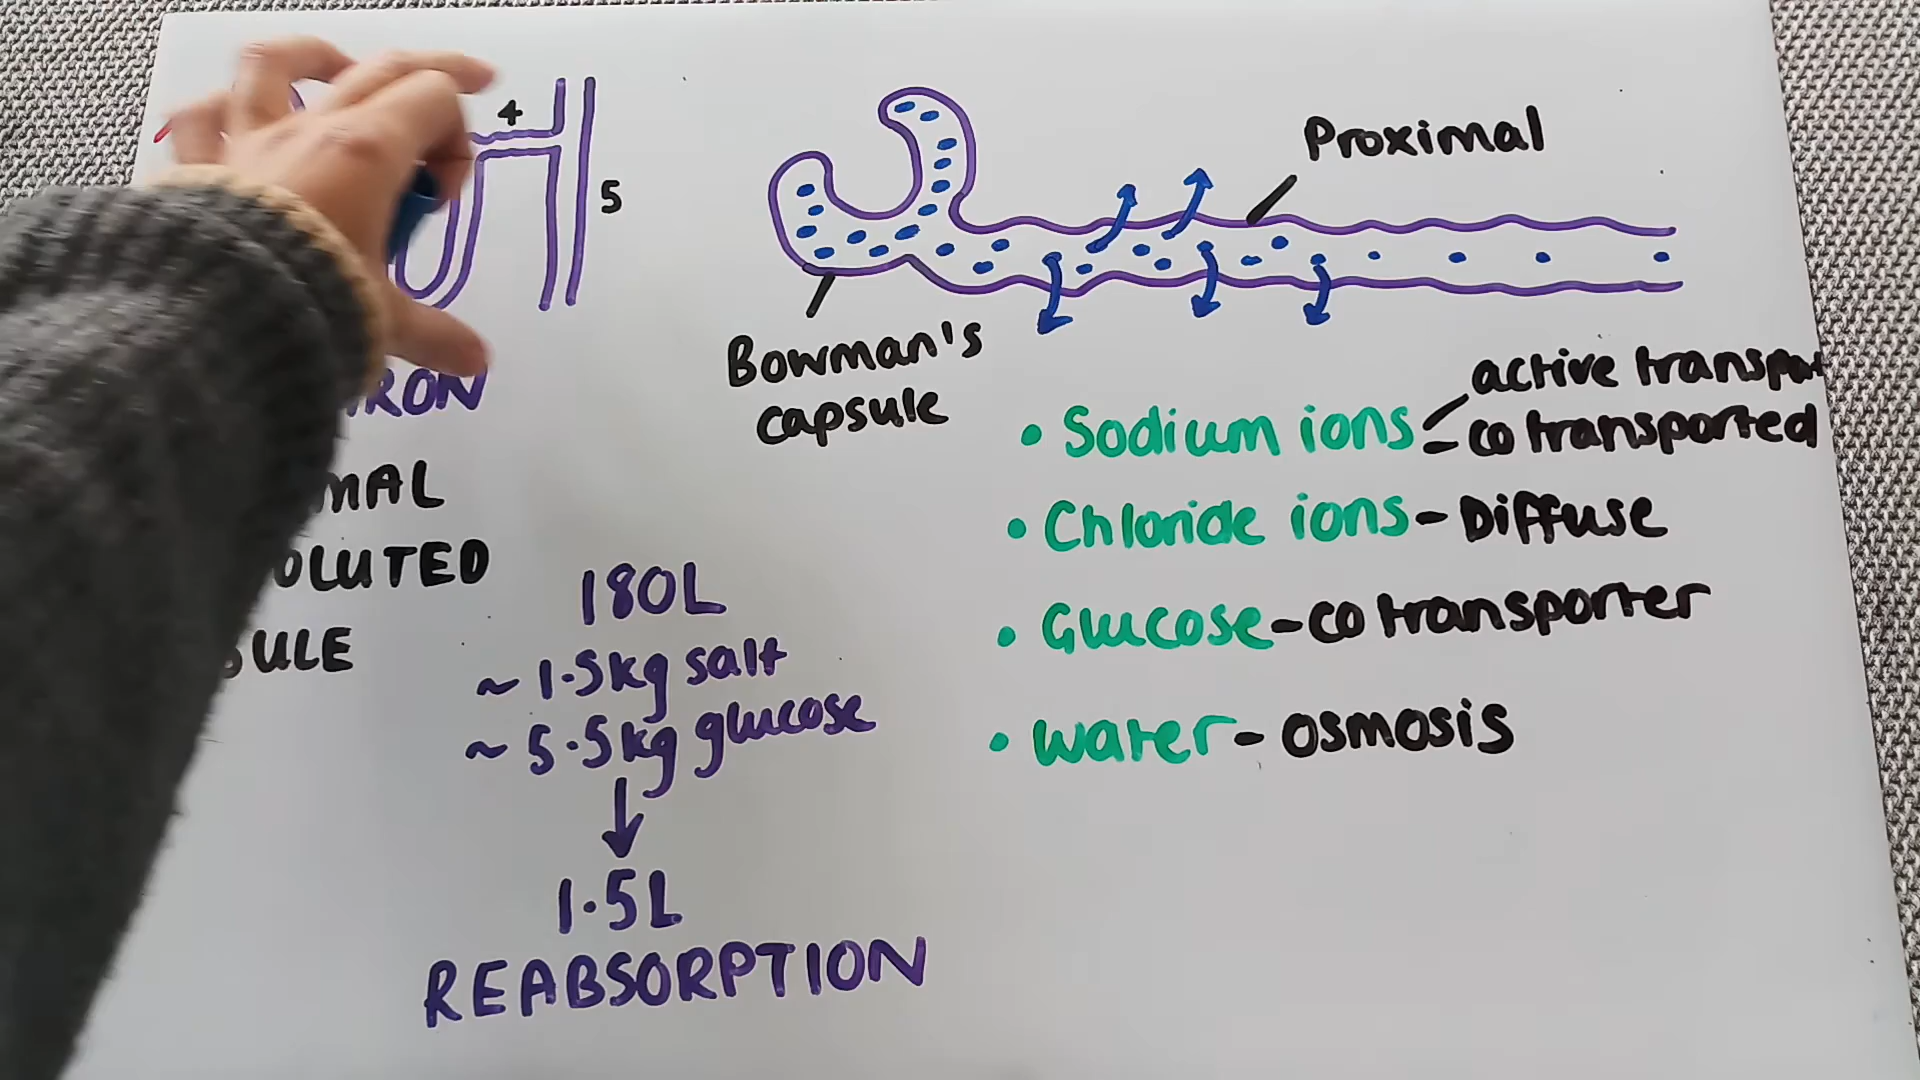 4
5
Proximal
Bowman's
capsule
• Sodium ions
active transport
- co transported
• Chloride ions - Diffuse
• Glucose - co transporter
• water - osmosis
RON
MAL
OLUTED
ULE
180L
~ 1.5kg salt
~ 5.5kg glucose
1.5L
REABSORPTION